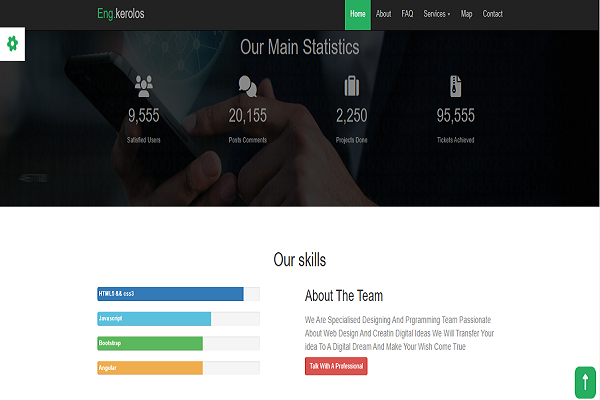 Eng.kerolos
Home About FAQ Services Map Contact
Our Main Statistics
9,555 20,155 2,250 95,555
Satisfied Users Posts Comments Projects Done Tickets Achieved
Our skills
HTML5 && css3
Javascript
Bootstrap
Angular
About The Team
We Are Specialised Designing And Prgramming Team Passionate
About Web Design And Creatin Digital Ideas We Will Transfer Your
idea To A Digital Dream And Make Your Wish Come True
Talk With A Professional